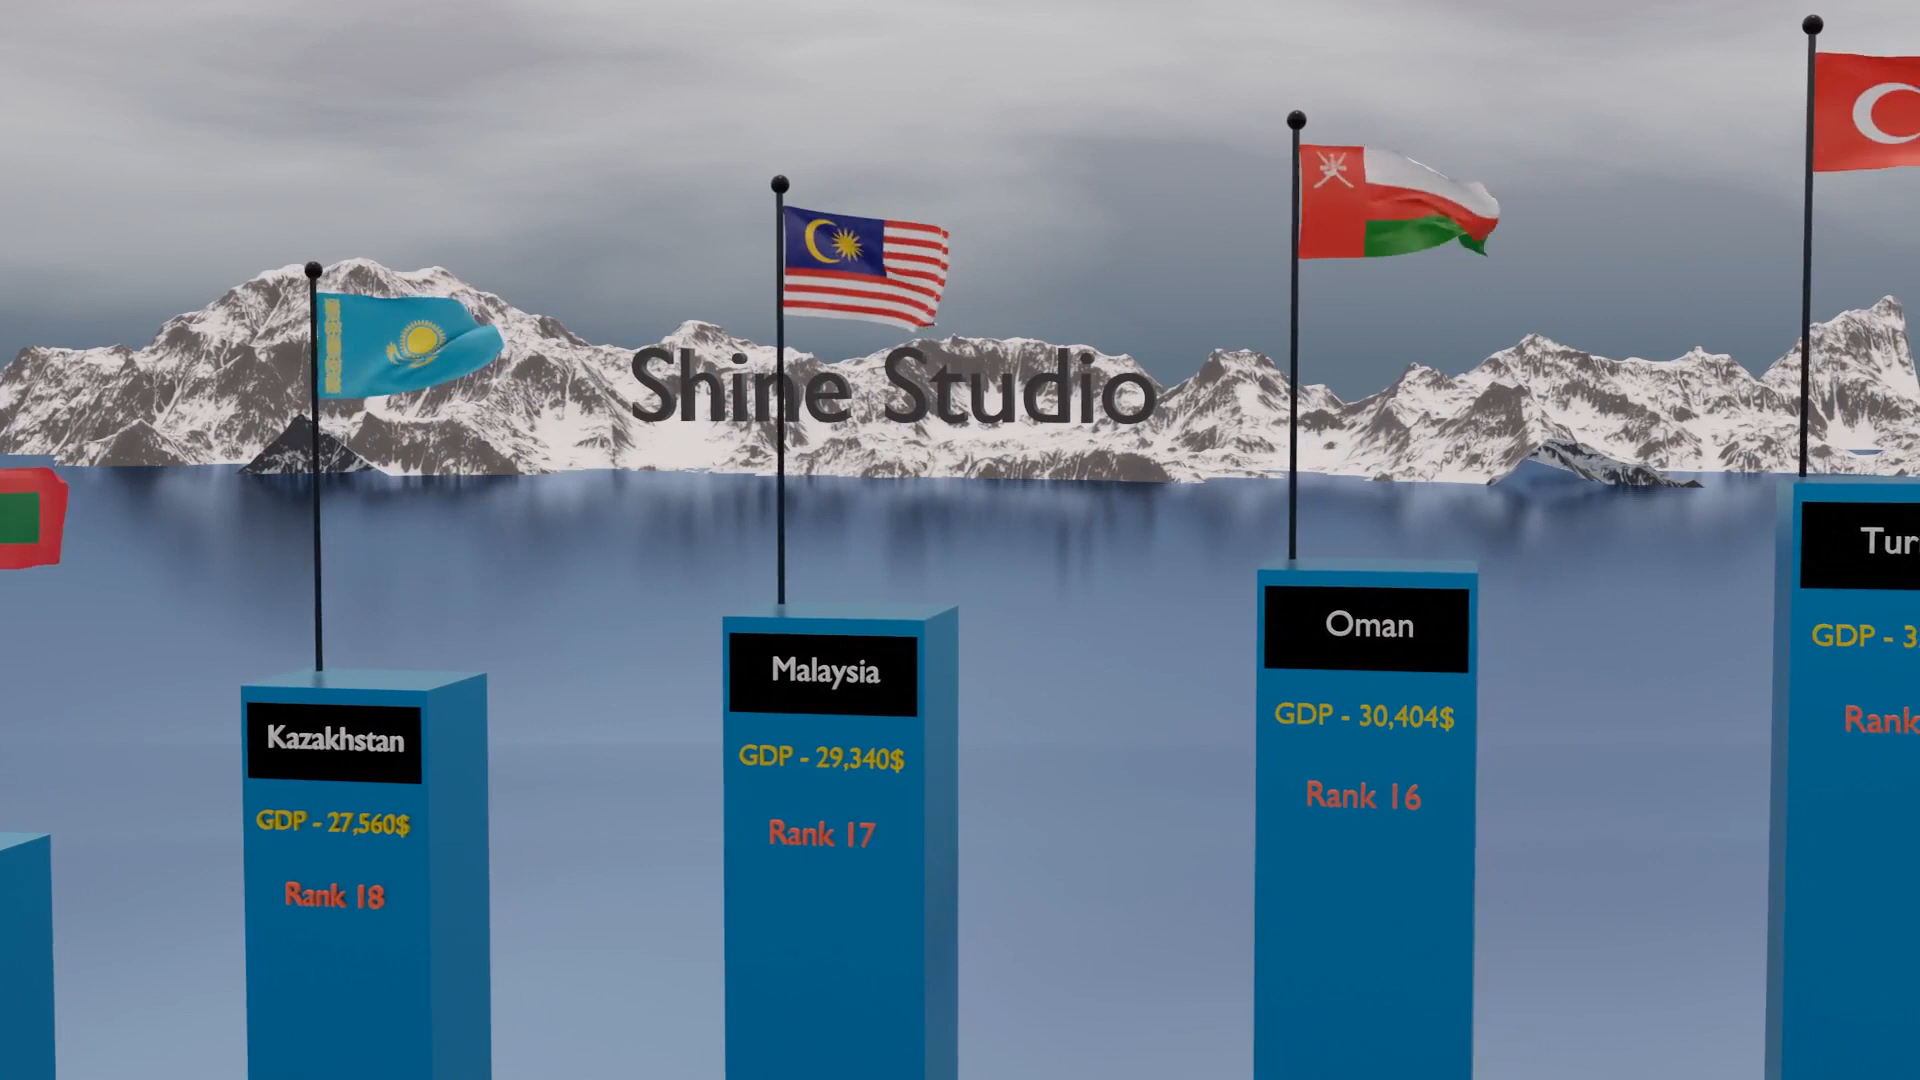 Shine Studio
Kazakhstan
GDP - 27,560$
Rank 18
Malaysia
GDP - 29,340$
Rank 17
Oman
GDP - 30,404$
Rank 16
Tur
GDP - 3
Rank